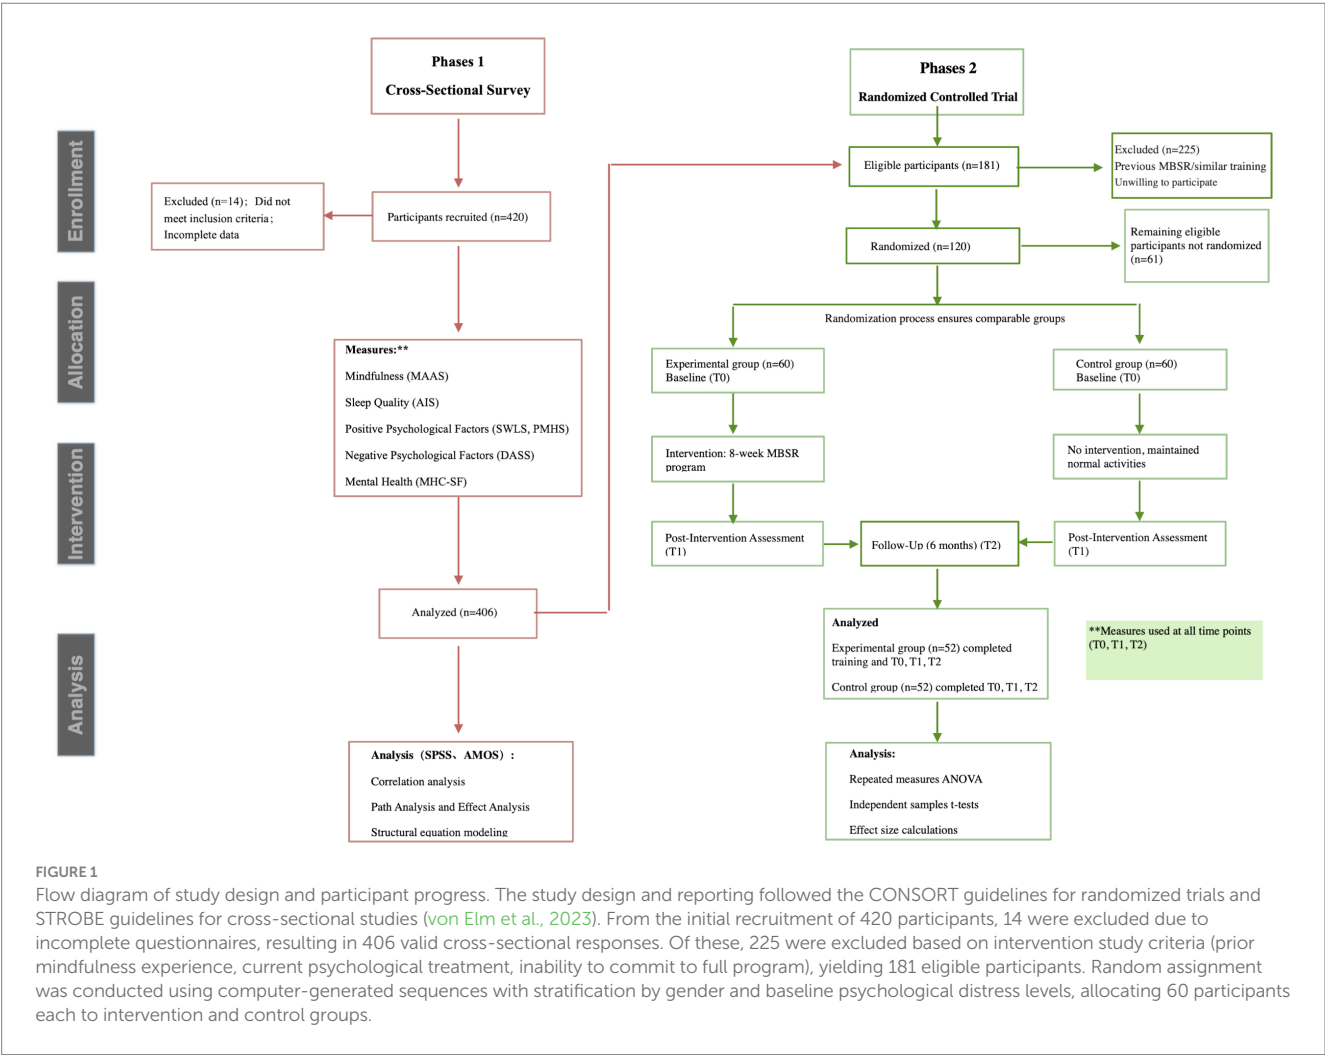 Phases 1
Cross-Sectional Survey
Phases 2
Randomized Controlled Trial
Enrollment
Excluded (n=14)；Did not
meet inclusion criteria；
Incomplete data
Participants recruited (n=420)
Eligible participants (n=181)
Excluded (n=225)
Previous MBSR/similar training
Unwilling to participate
Randomized (n=120)
Remaining eligible
participants not randomized
(n=61)
Allocation
Randomization process ensures comparable groups
Measures:**
Mindfulness (MAAS)
Sleep Quality (AIS)
Positive Psychological Factors (SWLS, PMHS)
Negative Psychological Factors (DASS)
Mental Health (MHC-SF)
Experimental group (n=60)
Baseline (T0)
Control group (n=60)
Baseline (T0)
Intervention
Intervention: 8-week MBSR
program
No intervention, maintained
normal activities
Post-Intervention Assessment
(T1)
Follow-Up (6 months) (T2)
Post-Intervention Assessment
(T1)
Analyzed (n=406)
Analysis
Analyzed
Experimental group (n=52) completed
training and T0, T1, T2
Control group (n=52) completed T0, T1, T2
**Measures used at all time points
(T0, T1, T2)
Analysis（SPSS、AMOS）:
Correlation analysis
Path Analysis and Effect Analysis
Structural equation modeling
Analysis:
Repeated measures ANOVA
Independent samples t-tests
Effect size calculations
FIGURE 1
Flow diagram of study design and participant progress. The study design and reporting followed the CONSORT guidelines for randomized trials and
STROBE guidelines for cross-sectional studies (von Elm et al., 2023). From the initial recruitment of 420 participants, 14 were excluded due to
incomplete questionnaires, resulting in 406 valid cross-sectional responses. Of these, 225 were excluded based on intervention study criteria (prior
mindfulness experience, current psychological treatment, inability to commit to full program), yielding 181 eligible participants. Random assignment
was conducted using computer-generated sequences with stratification by gender and baseline psychological distress levels, allocating 60 participants
each to intervention and control groups.